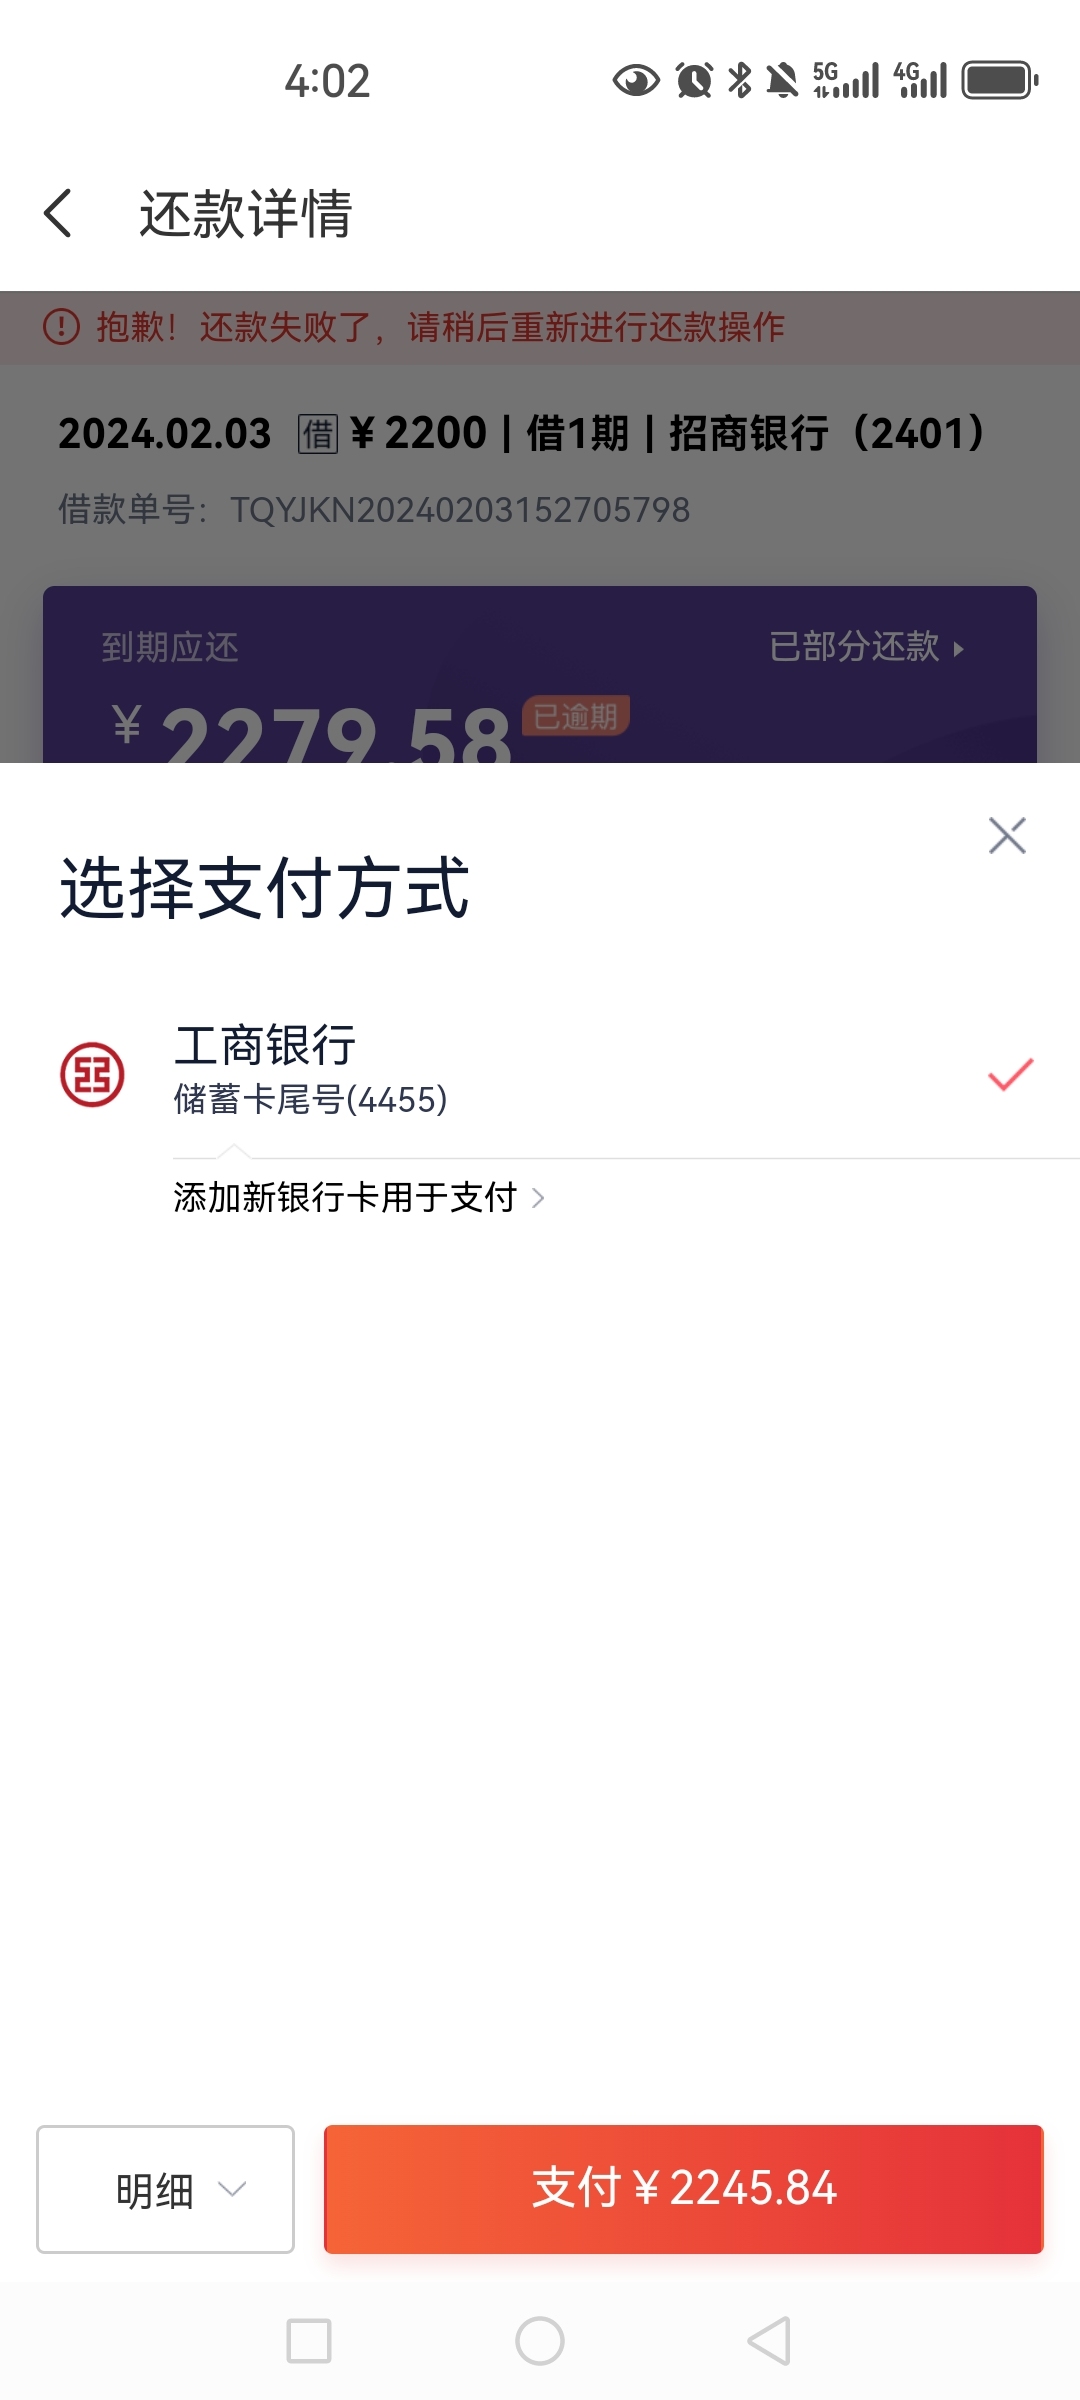 4:02
5G 4G
还款详情
抱歉！还款失败了，请稍后重新进行还款操作
2024.02.03 借 ¥2200 | 借1期 | 招商银行（2401）
借款单号：TQYJKN20240203152705798
到期应还 已部分还款
¥2279.58 已逾期
选择支付方式
工商银行
储蓄卡尾号(4455)
添加新银行卡用于支付
明细 支付¥2245.84